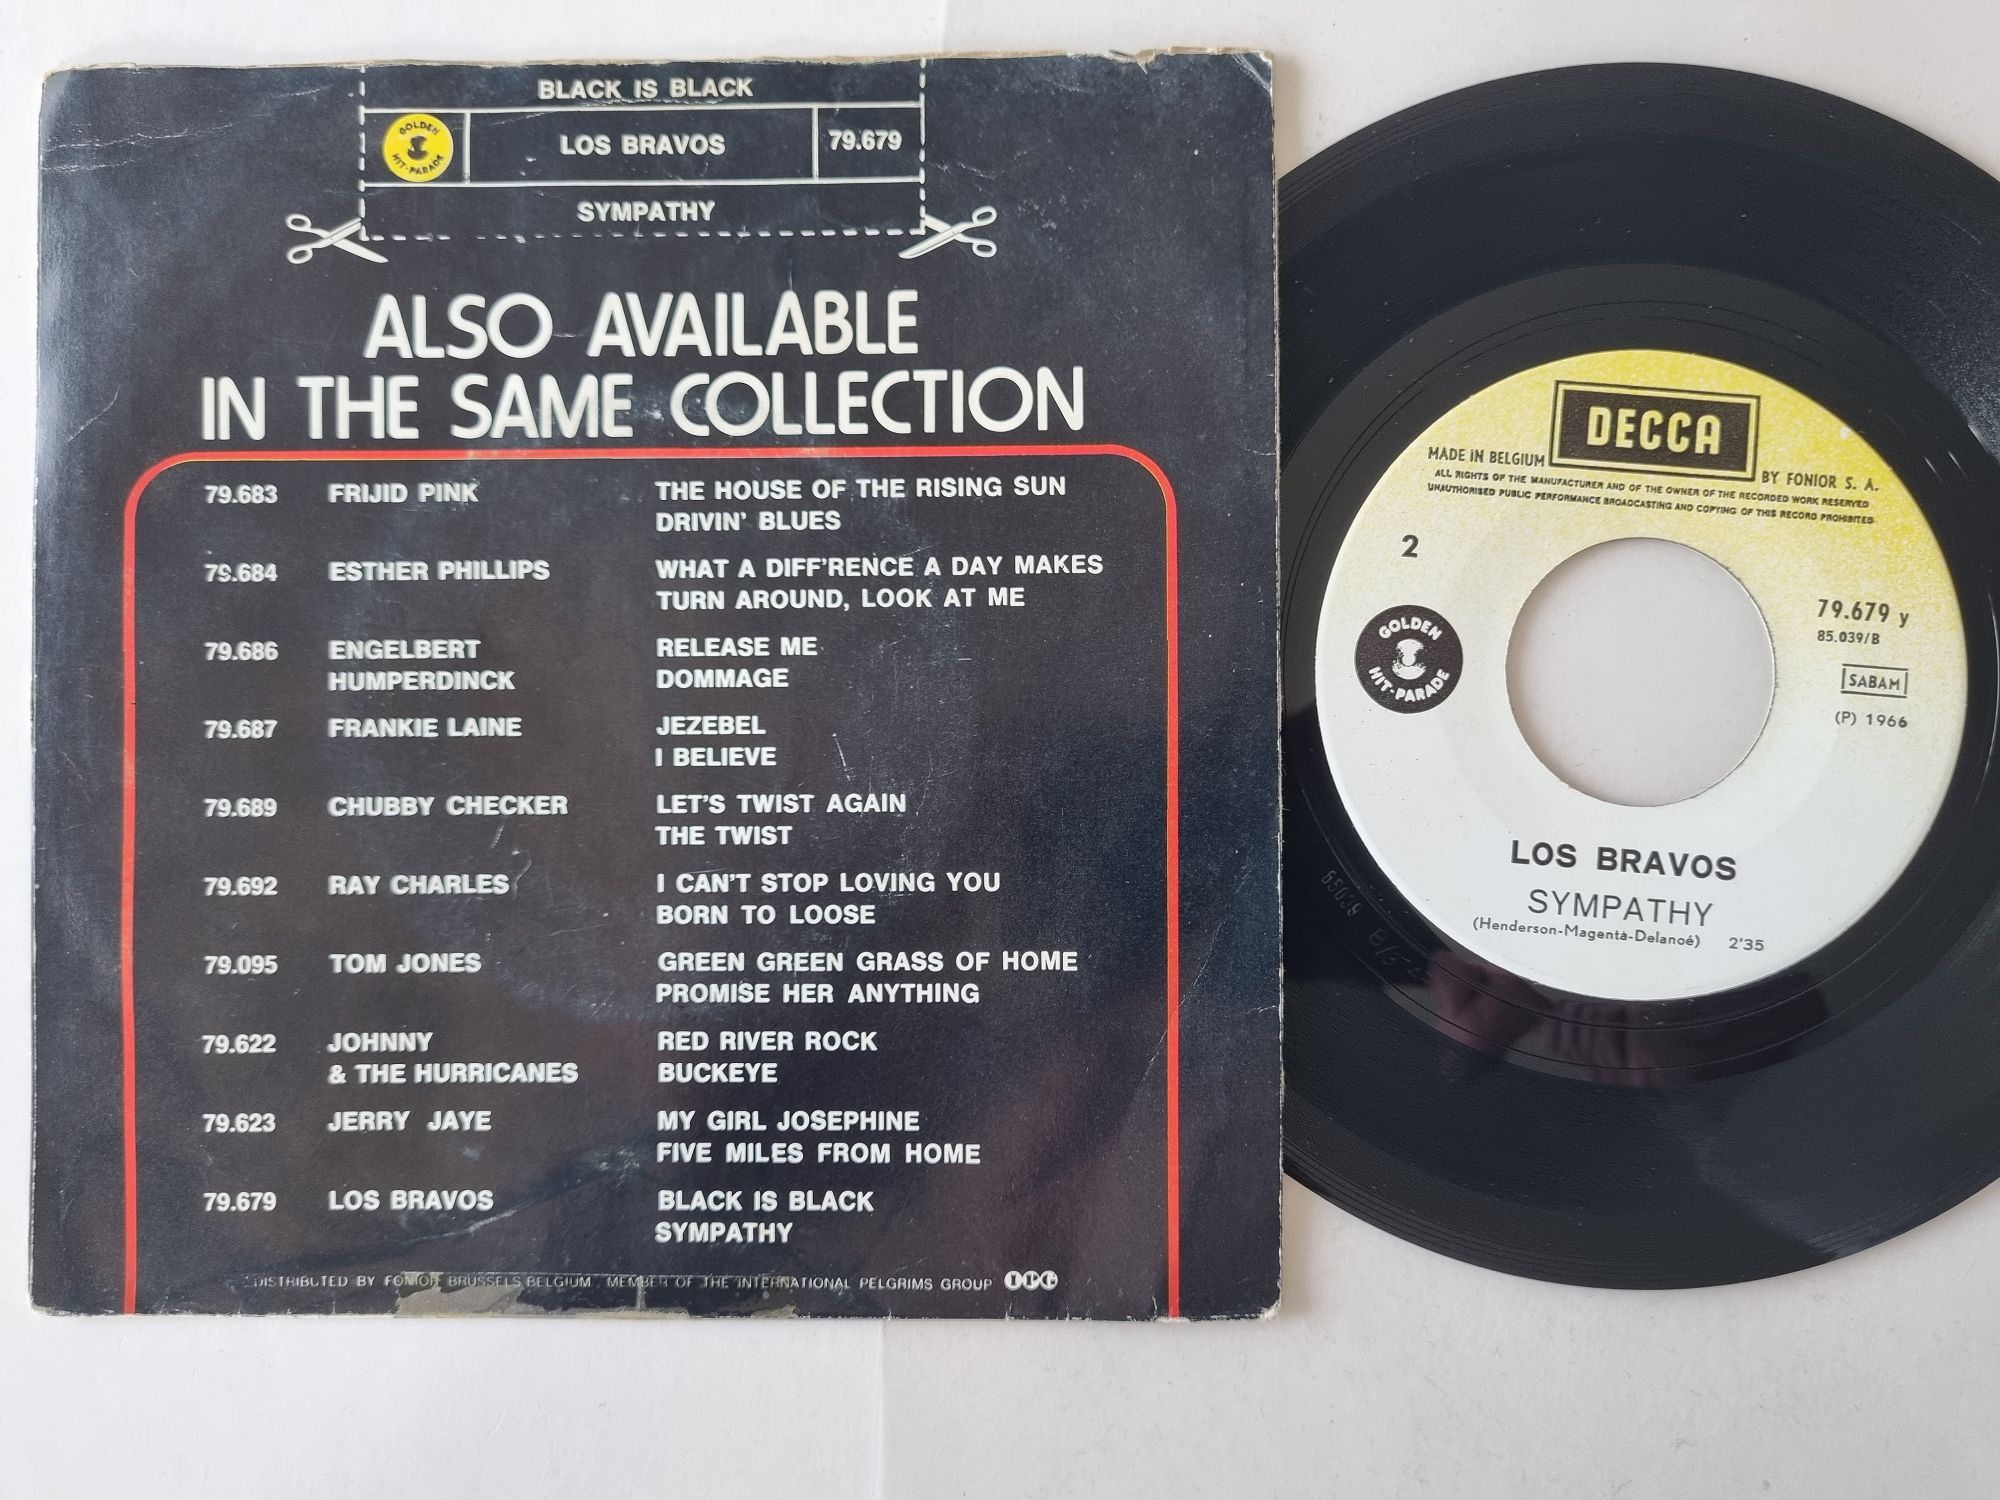 BLACK IS BLACK
GOLDEN
HIT-PARADE
LOS BRAVOS
79.679
SYMPATHY
ALSO AVAILABLE
IN THE SAME COLLECTION
79.683 FRIJID PINK THE HOUSE OF THE RISING SUN
DRIVIN' BLUES
79.684 ESTHER PHILLIPS WHAT A DIFF'RENCE A DAY MAKES
TURN AROUND, LOOK AT ME
79.686 ENGELBERT RELEASE ME
HUMPERDINCK DOMMAGE
79.687 FRANKIE LAINE JEZEBEL
I BELIEVE
79.689 CHUBBY CHECKER LET'S TWIST AGAIN
THE TWIST
79.692 RAY CHARLES I CAN'T STOP LOVING YOU
BORN TO LOOSE
79.095 TOM JONES GREEN GREEN GRASS OF HOME
PROMISE HER ANYTHING
79.622 JOHNNY RED RIVER ROCK
& THE HURRICANES BUCKEYE
79.623 JERRY JAYE MY GIRL JOSEPHINE
FIVE MILES FROM HOME
79.679 LOS BRAVOS BLACK IS BLACK
SYMPATHY
DISTRIBUTED BY FONIOR BRUSSELS BELGIUM. MEMBER OF THE INTERNATIONAL PELGRIMS GROUP IPG
DECCA
MADE IN BELGIUM BY FONIOR S. A.
ALL RIGHTS OF THE MANUFACTURER AND OF THE OWNER OF THE RECORDED WORK RESERVED
UNAUTHORISED PUBLIC PERFORMANCE BROADCASTING AND COPYING OF THIS RECORD PROHIBITED
2
79.679 y
85.039/B
GOLDEN
HIT-PARADE
SABAM
(P) 1966
LOS BRAVOS
SYMPATHY
(Henderson-Magenta-Delanoé) 2'35
85039